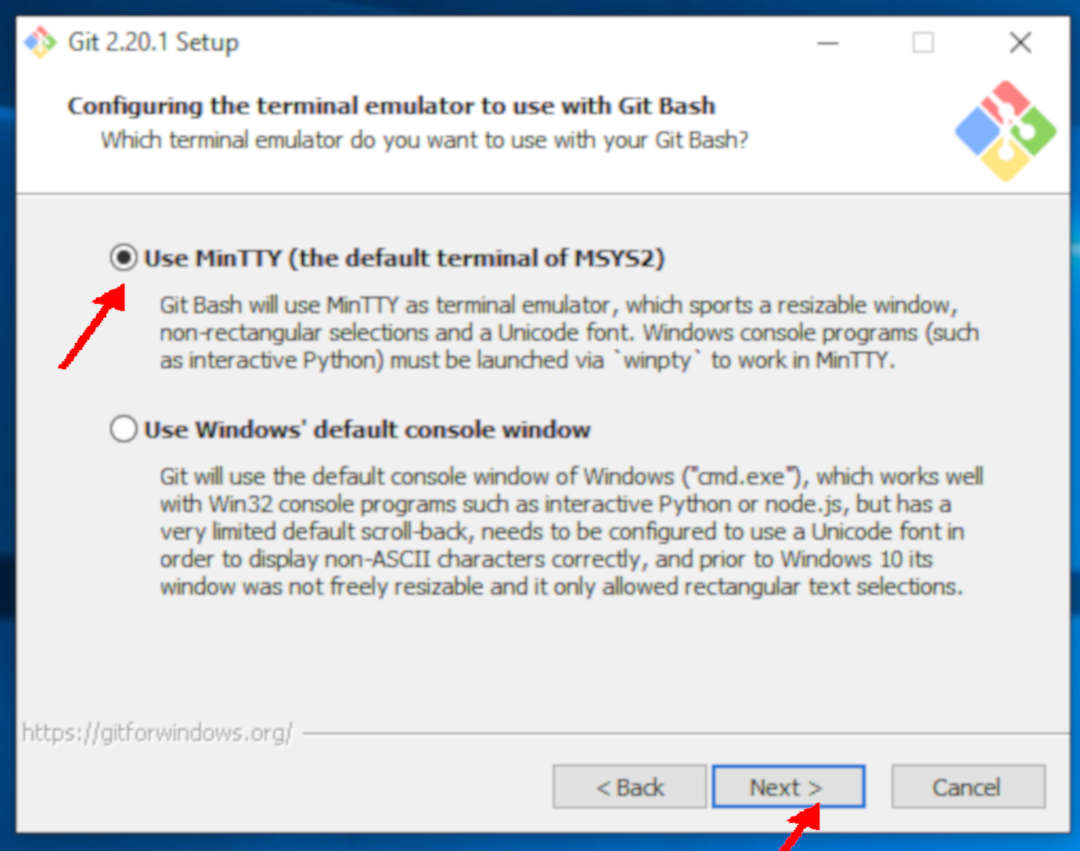 Git 2.20.1 Setup
Configuring the terminal emulator to use with Git Bash
Which terminal emulator do you want to use with your Git Bash?
Use MinTTY (the default terminal of MSYS2)
Git Bash will use MinTTY as terminal emulator, which sports a resizable window,
non-rectangular selections and a Unicode font. Windows console programs (such
as interactive Python) must be launched via `winpty` to work in MinTTY.
Use Windows' default console window
Git will use the default console window of Windows ("cmd.exe"), which works well
with Win32 console programs such as interactive Python or node.js, but has a
very limited default scroll-back, needs to be configured to use a Unicode font in
order to display non-ASCII characters correctly, and prior to Windows 10 its
window was not freely resizable and it only allowed rectangular text selections.
https://gitforwindows.org/
< Back Next > Cancel